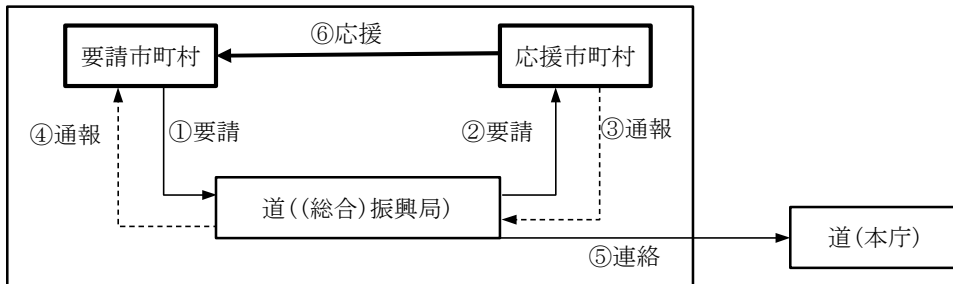 ⑥応援
要請市町村
応援市町村
④通報
①要請
②要請
③通報
道((総合)振興局)
道(本庁)
⑤連絡